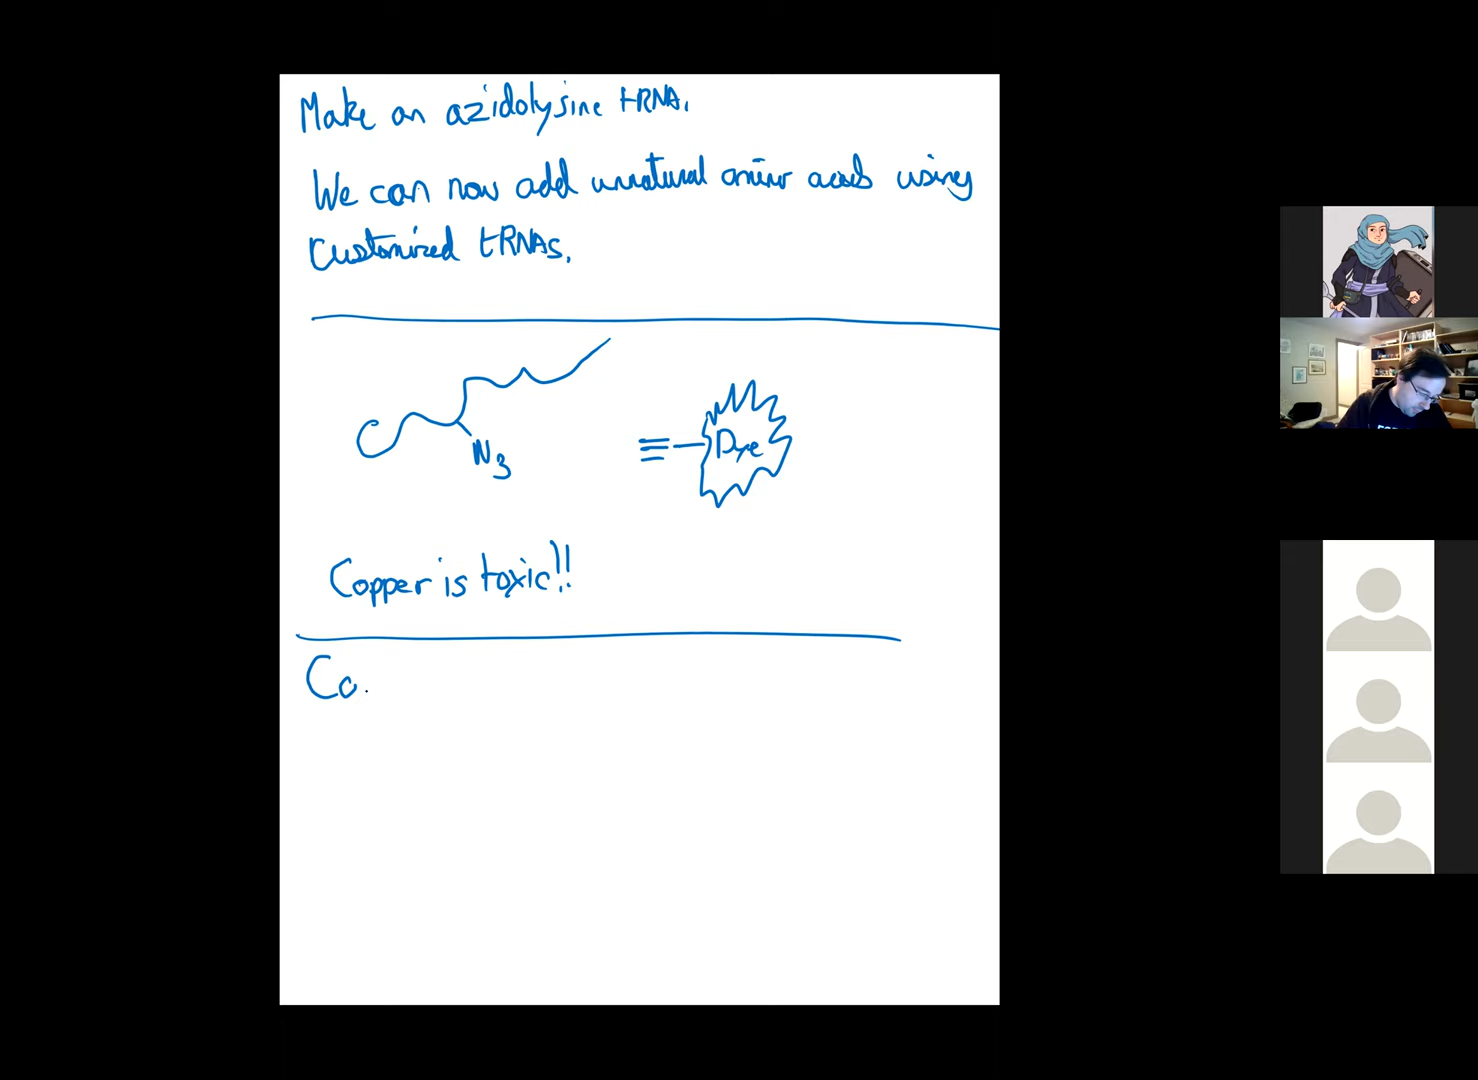 Make an azidolysine tRNA.
We can now add unnatural amino acids using
customized tRNAs.
N3
≡ Dye
Copper is toxic!!
Co